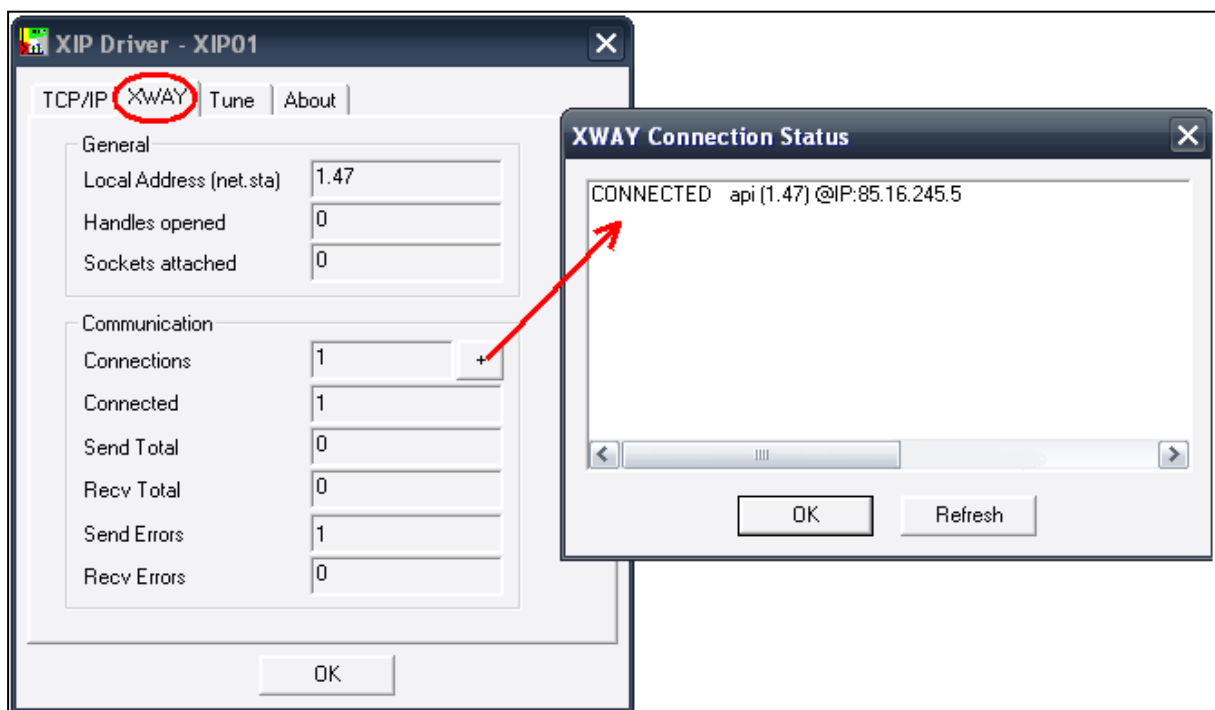 XIP Driver - XIP01
TCP/IP XWAY Tune About
General
Local Address (net.sta) 1.47
Handles opened 0
Sockets attached 0
Communication
Connections 1 +
Connected 1
Send Total 0
Recv Total 0
Send Errors 1
Recv Errors 0
OK
XWAY Connection Status
CONNECTED api (1.47) @IP:85.16.245.5
OK Refresh